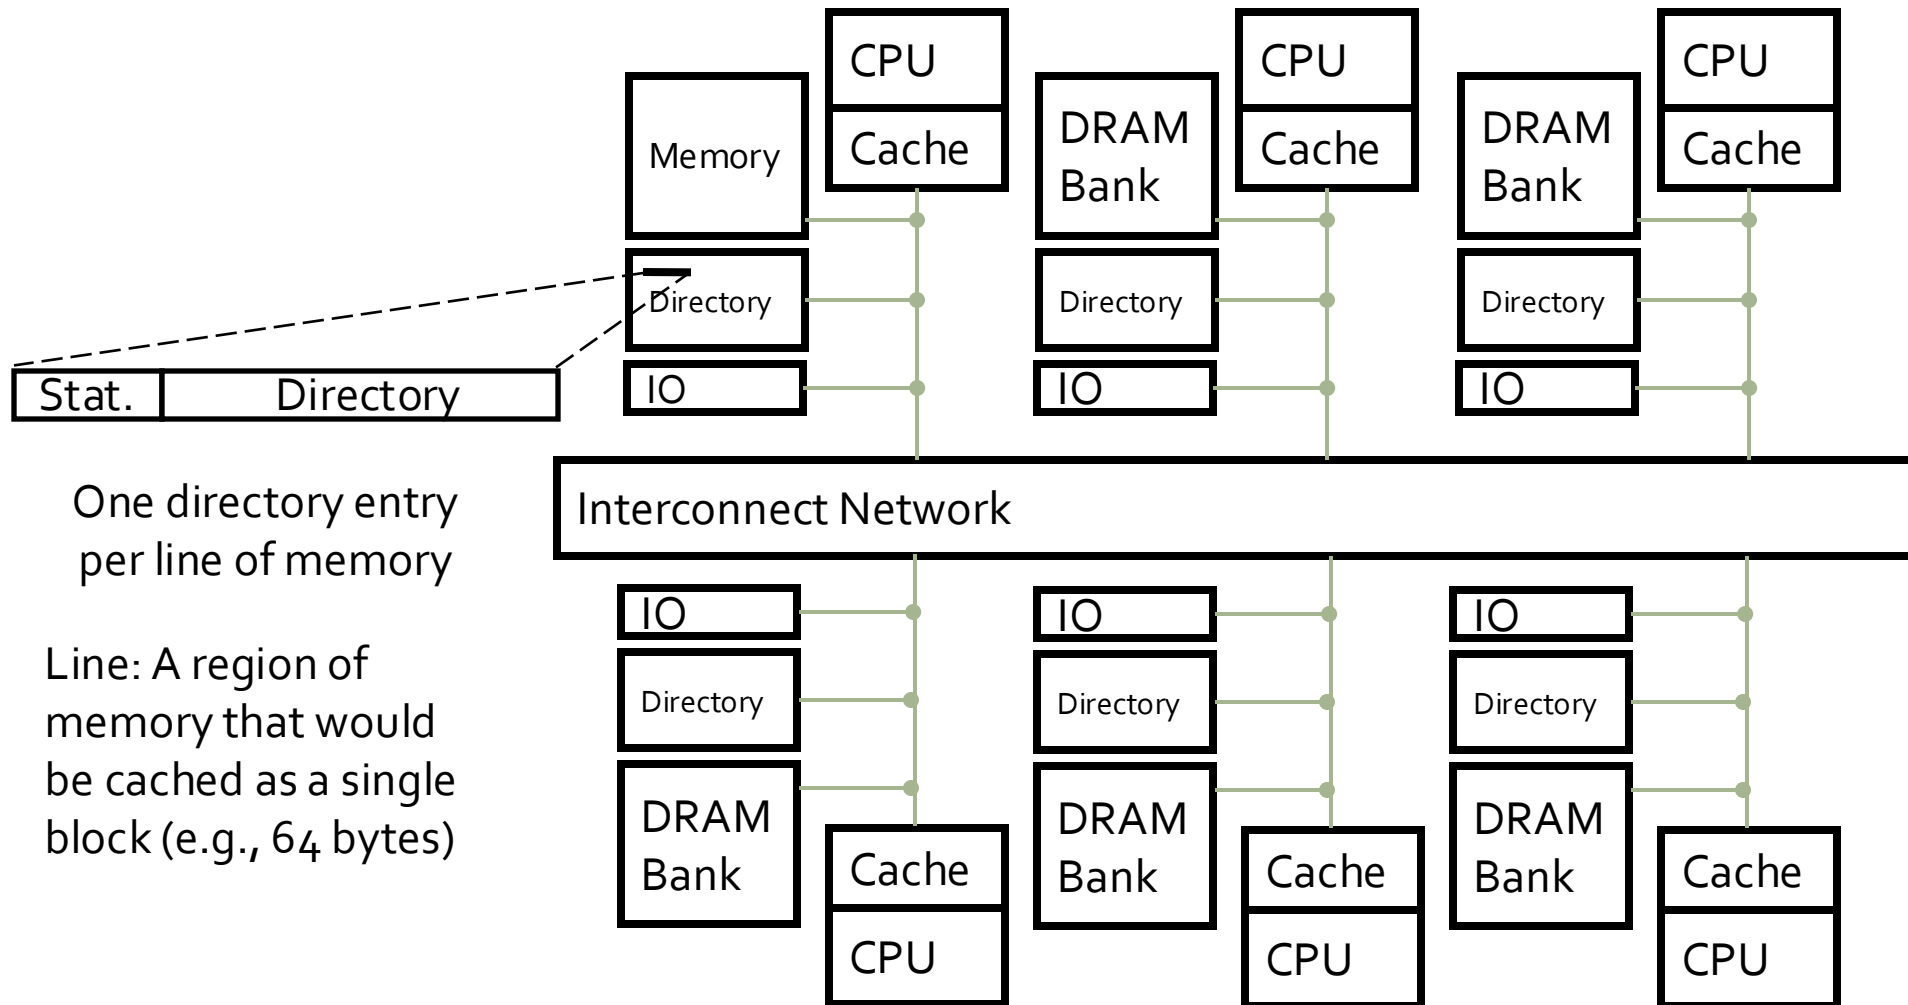 CPU
Cache
Memory
Directory
IO
CPU
Cache
DRAM
Bank
Directory
IO
CPU
Cache
DRAM
Bank
Directory
IO
Stat.
Directory
One directory entry
per line of memory
Line: A region of
memory that would
be cached as a single
block (e.g., 64 bytes)
Interconnect Network
IO
Directory
DRAM
Bank
Cache
CPU
IO
Directory
DRAM
Bank
Cache
CPU
IO
Directory
DRAM
Bank
Cache
CPU